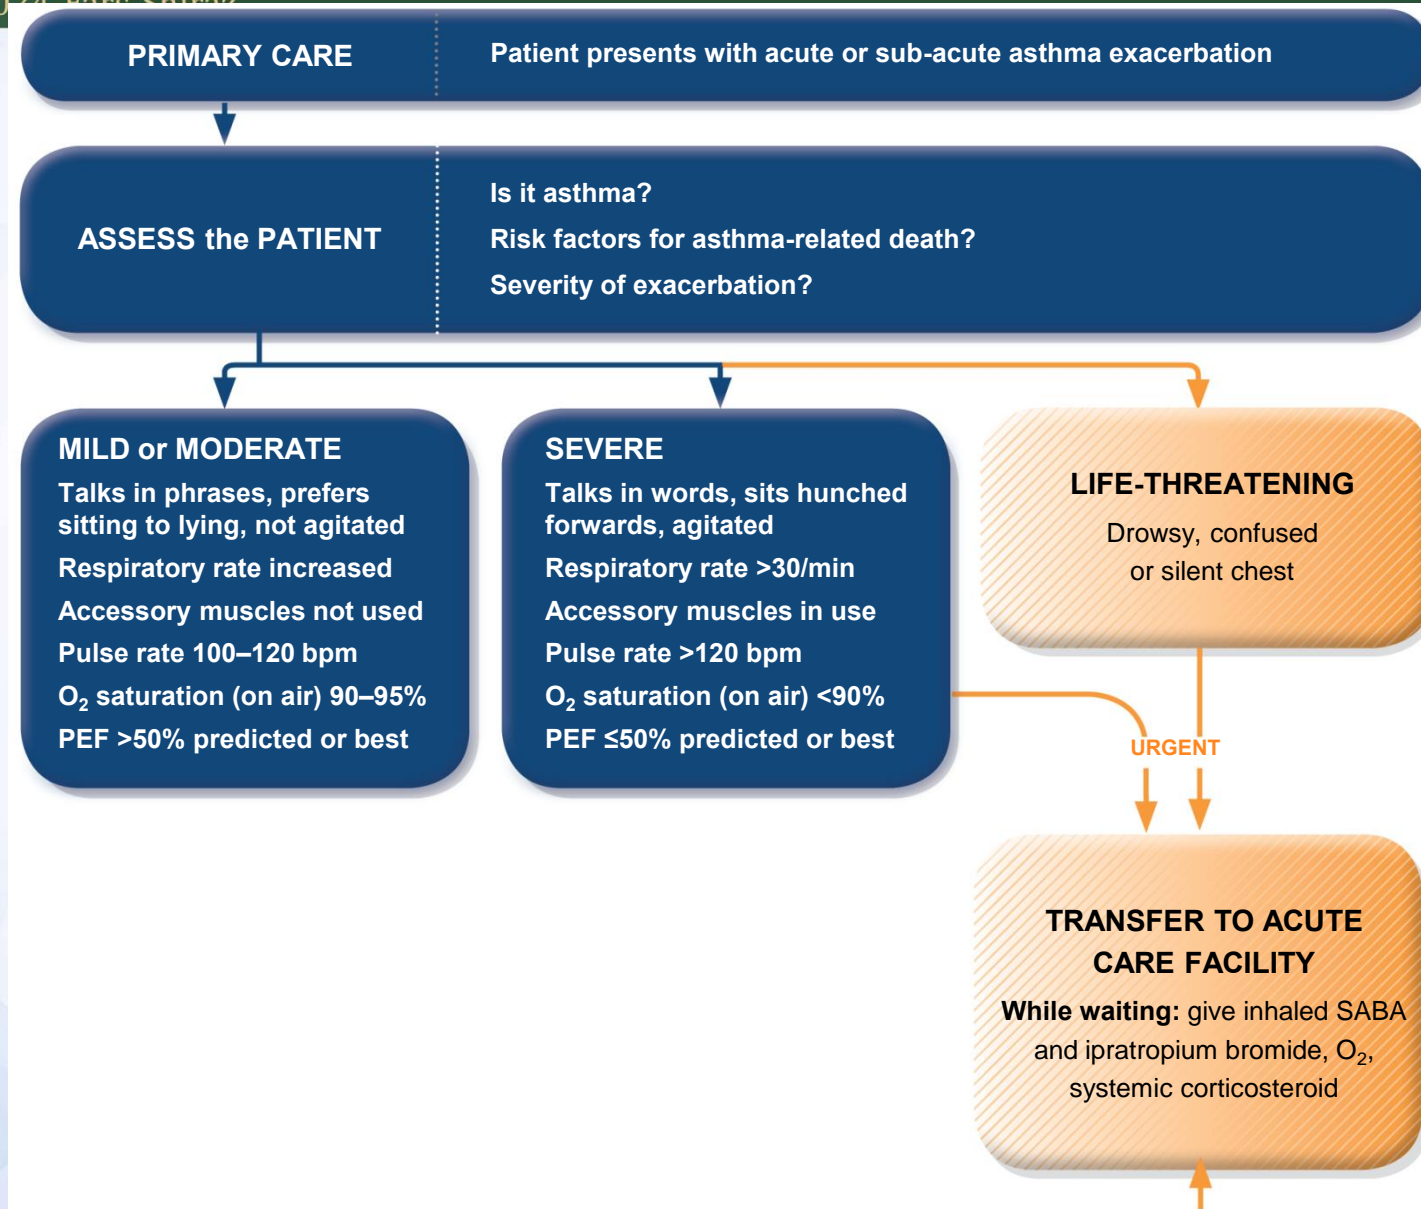 PRIMARY CARE
Patient presents with acute or sub-acute asthma exacerbation
ASSESS the PATIENT
Is it asthma?
Risk factors for asthma-related death?
Severity of exacerbation?
MILD or MODERATE
Talks in phrases, prefers
sitting to lying, not agitated
Respiratory rate increased
Accessory muscles not used
Pulse rate 100–120 bpm
O₂ saturation (on air) 90–95%
PEF >50% predicted or best
SEVERE
Talks in words, sits hunched
forwards, agitated
Respiratory rate >30/min
Accessory muscles in use
Pulse rate >120 bpm
O₂ saturation (on air) <90%
PEF ≤50% predicted or best
LIFE-THREATENING
Drowsy, confused
or silent chest
URGENT
TRANSFER TO ACUTE
CARE FACILITY
While waiting: give inhaled SABA
and ipratropium bromide, O₂,
systemic corticosteroid